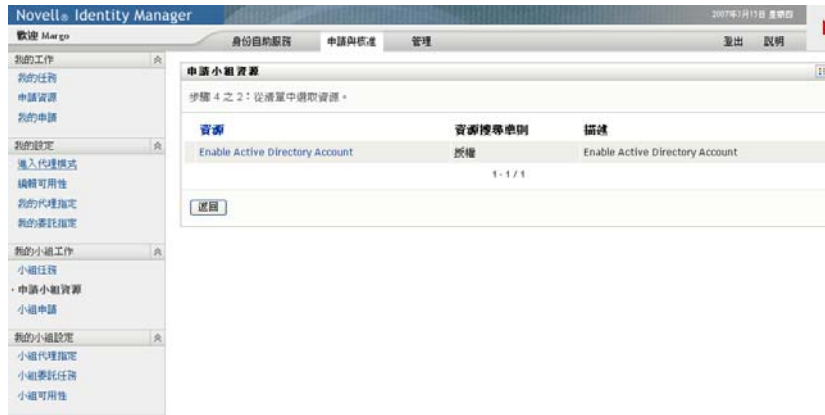 Novell® Identity Manager
2007年3月15日 星期四
歡迎 Margo
身份自助服務 申請與核准 管理
登出 說明
我的工作
我的任務
申請資源
我的申請
我的設定
進入代理模式
編輯可用性
我的代理指定
我的委託指定
我的小組工作
小組任務
申請小組資源
小組申請
我的小組設定
小組代理指定
小組委託任務
小組可用性
申請小組資源
步驟 4 之 2：從清單中選取資源。
資源 資源搜尋準則 描述
Enable Active Directory Account 授權 Enable Active Directory Account
1 - 1 / 1
返回